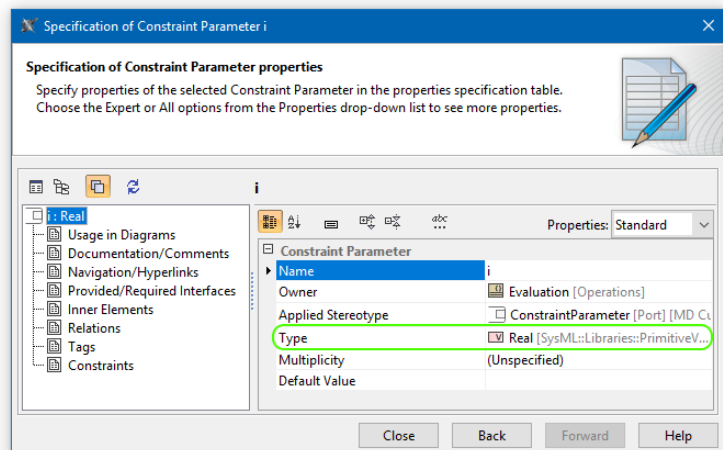 Specification of Constraint Parameter i
Specification of Constraint Parameter properties
Specify properties of the selected Constraint Parameter in the properties specification table.
Choose the Expert or All options from the Properties drop-down list to see more properties.
i
i : Real
Usage in Diagrams
Documentation/Comments
Navigation/Hyperlinks
Provided/Required Interfaces
Inner Elements
Relations
Tags
Constraints
abc
...
Properties: Standard
Constraint Parameter
Name i
Owner Evaluation [Operations]
Applied Stereotype ConstraintParameter [Port] [MD Cu
Type V Real [SysML::Libraries::PrimitiveV...
Multiplicity (Unspecified)
Default Value
Close Back Forward Help